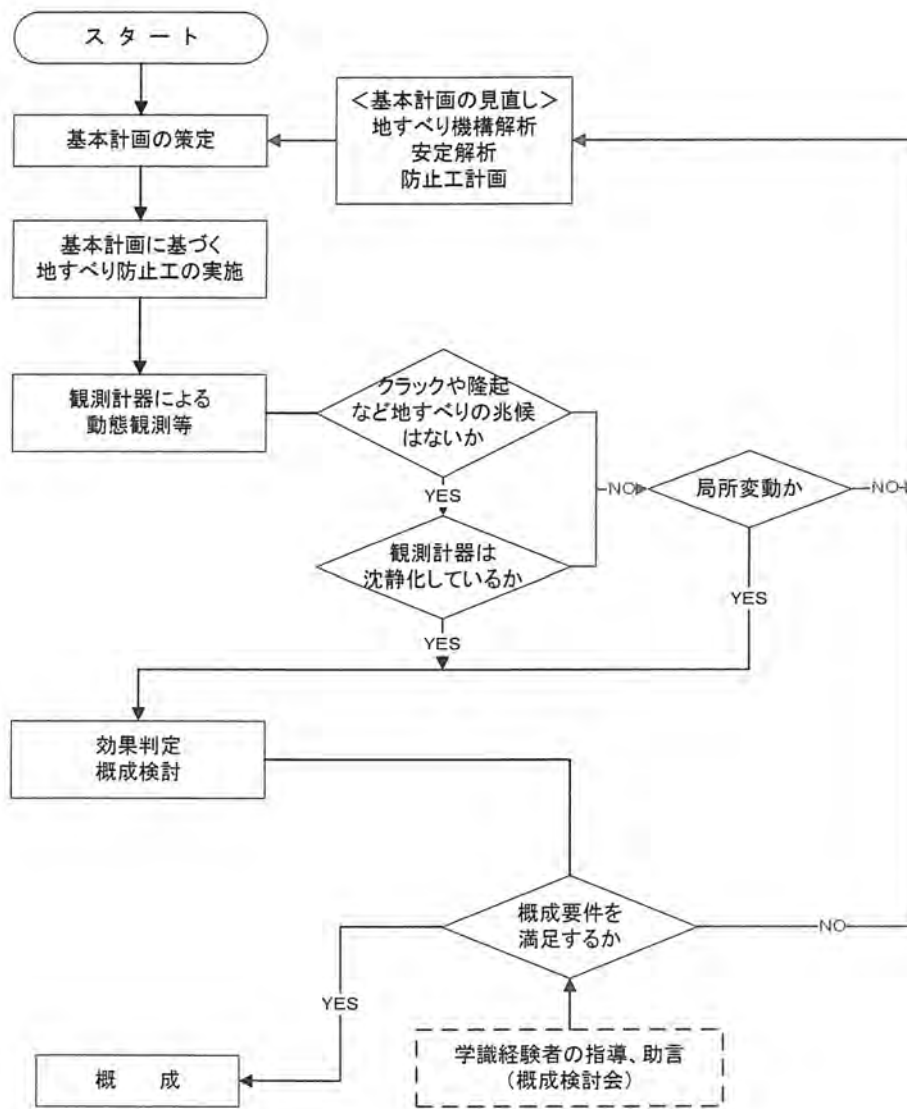 スタート
＜基本計画の見直し＞
地すべり機構解析
安定解析
防止工計画
基本計画の策定
基本計画に基づく
地すべり防止工の実施
観測計器による
動態観測等
クラックや隆起
など地すべりの兆候
はないか
NO
局所変動か
NO
YES
観測計器は
沈静化しているか
YES
YES
効果判定
概成検討
概成要件を
満足するか
NO
YES
学識経験者の指導、助言
（概成検討会）
概　成